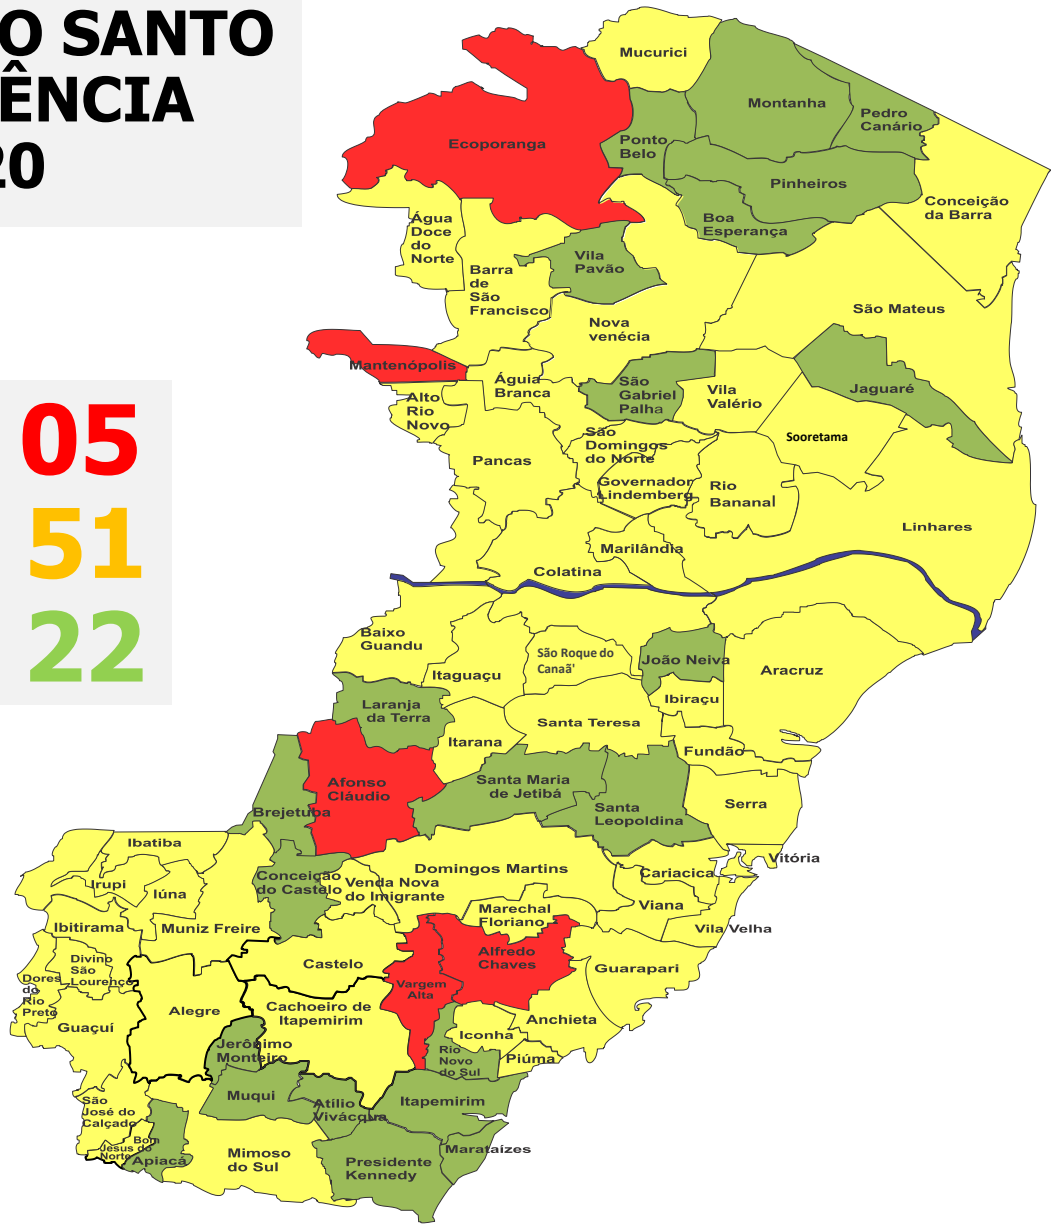 O SANTO
ÊNCIA
20
05
51
22
Mucurici
Montanha
Pedro
Canário
Ecoporanga
Ponto
Belo
Pinheiros
Conceição
da Barra
Água
Doce
do
Norte
Boa
Esperança
Vila
Pavão
Barra
de
São
Francisco
São Mateus
Nova
venécia
Mantenópolis
Águia
Branca
São
Gabriel
Palha
Vila
Valério
Jaguaré
Alto
Rio
Novo
São
Domingos
do Norte
Sooretama
Pancas
Governador
Lindemberg
Rio
Bananal
Linhares
Marilândia
Colatina
Baixo
Guandu
São Roque do
Canaã'
João Neiva
Aracruz
Itaguaçu
Ibiraçu
Laranja
da Terra
Santa Teresa
Itarana
Fundão
Afonso
Cláudio
Santa Maria
de Jetibá
Serra
Santa
Leopoldina
Brejetuba
Ibatiba
Vitória
Domingos Martins
Cariacica
Conceição
do Castelo
Venda Nova
do Imigrante
Irupi
Iúna
Viana
Marechal
Floriano
Ibitirama
Muniz Freire
Vila Velha
Alfredo
Chaves
Divino
São
Lourenço
Castelo
Guarapari
Dores
do
Rio
Preto
Vargem
Alta
Alegre
Cachoeiro de
Itapemirim
Guaçuí
Anchieta
Iconha
Jerônimo
Monteiro
Rio
Novo
do Sul
Piúma
Muqui
Atílio
Vivácqua
Itapemirim
São
José do
Calçado
Bom
Jesus do
Norte
Apiacá
Mimoso
do Sul
Presidente
Kennedy
Marataízes